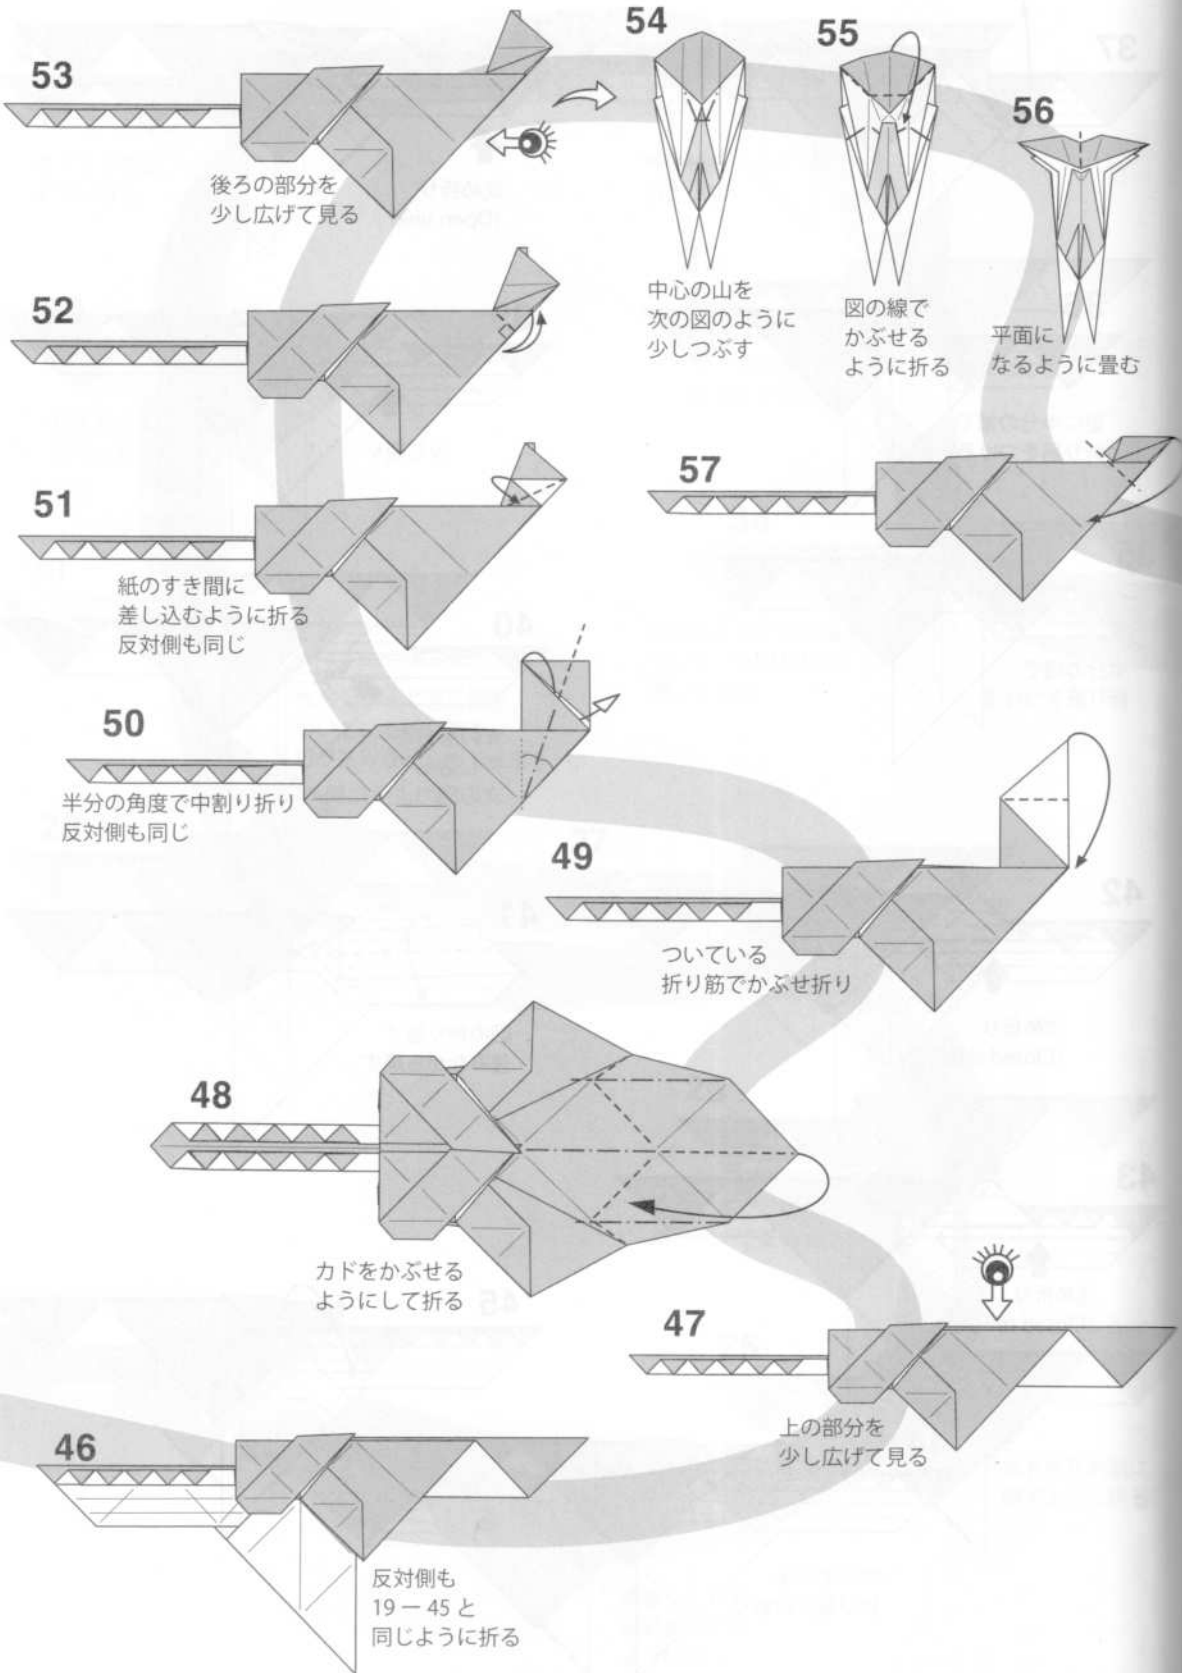 53
後ろの部分を
少し広げて見る
54
中心の山を
次の図のように
少しつぶす
55
図の線で
かぶせる
ように折る
56
平面に
なるように畳む
52
51
紙のすき間に
差し込むように折る
反対側も同じ
57
50
半分の角度で中割り折り
反対側も同じ
49
ついている
折り筋でかぶせ折り
48
カドをかぶせる
ようにして折る
47
上の部分を
少し広げて見る
46
反対側も
19 ー 45 と
同じように折る